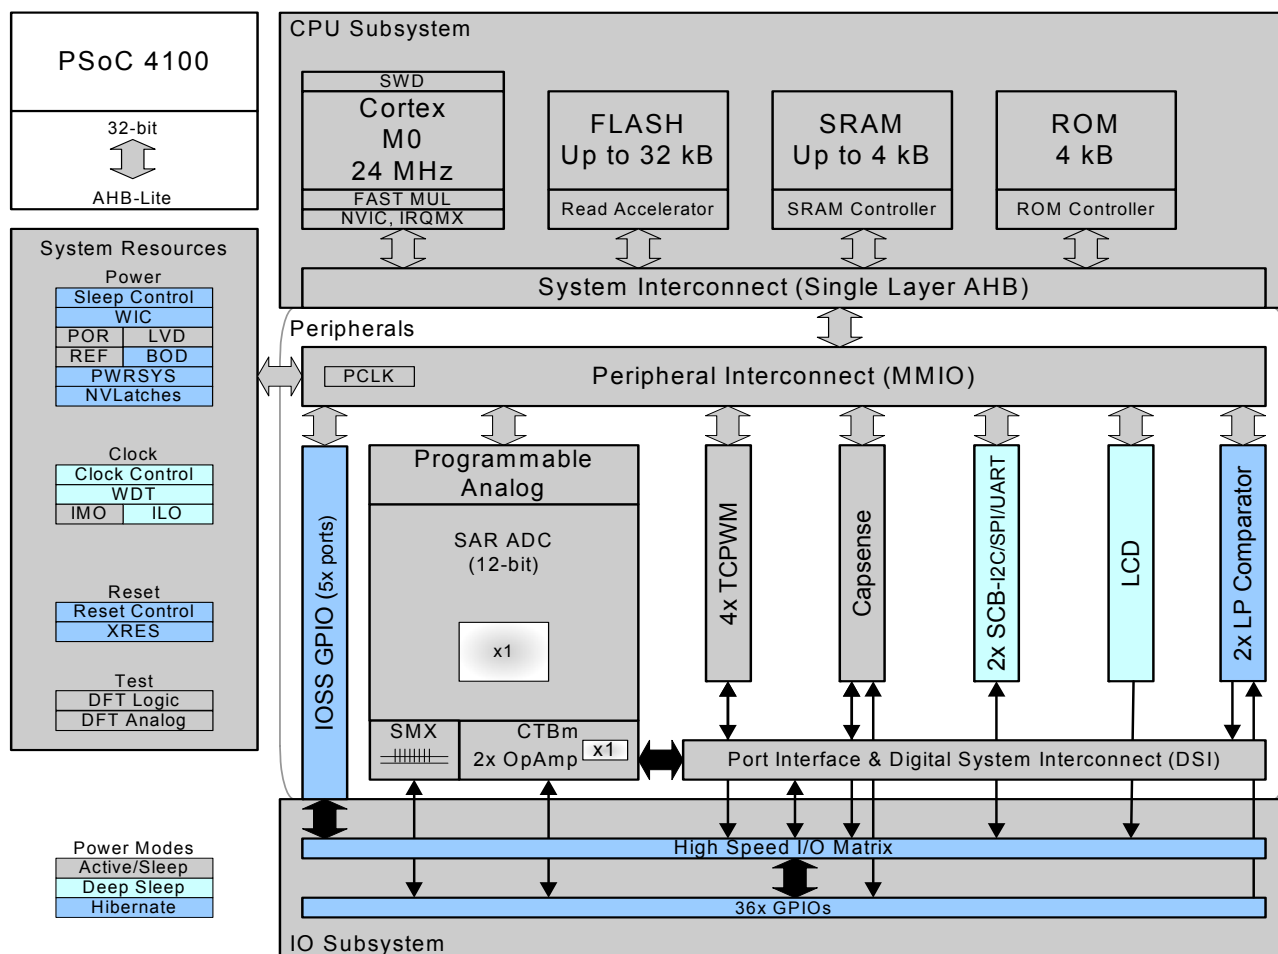 PSoC 4100
32-bit
AHB-Lite
CPU Subsystem
SWD
Cortex
M0
24 MHz
FAST MUL
NVIC, IRQMX
FLASH
Up to 32 kB
Read Accelerator
SRAM
Up to 4 kB
SRAM Controller
ROM
4 kB
ROM Controller
System Interconnect (Single Layer AHB)
System Resources
Power
Sleep Control
WIC
POR LVD
REF BOD
PWRSYS
NVLatches
Clock
Clock Control
WDT
IMO ILO
Reset
Reset Control
XRES
Test
DFT Logic
DFT Analog
Peripherals
PCLK
Peripheral Interconnect (MMIO)
IOSS GPIO (5x ports)
Programmable
Analog
SAR ADC
(12-bit)
x1
SMX
CTBm
2x OpAmp
x1
4x TCPWM
Capsense
2x SCB-I2C/SPI/UART
LCD
2x LP Comparator
Port Interface & Digital System Interconnect (DSI)
High Speed I/O Matrix
36x GPIOs
IO Subsystem
Power Modes
Active/Sleep
Deep Sleep
Hibernate